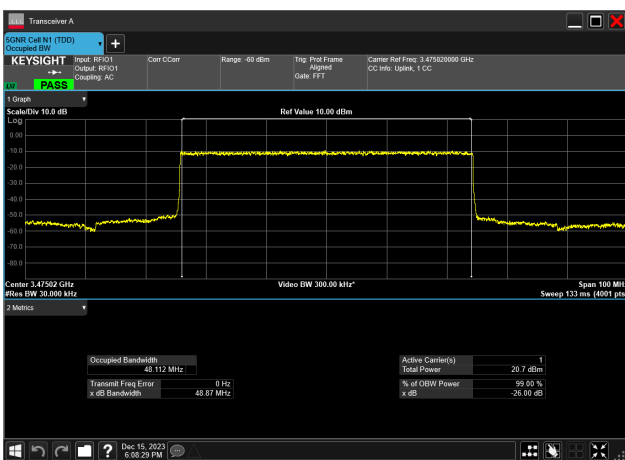 Transceiver A
5GNR Cell N1 (TDD)
Occupied BW
KEYSIGHT
PASS
Input: RFIO1
Output: RFIO1
Coupling: AC
Corr CCorr
Range: -60 dBm
Trig: Prot Frame
Aligned
Gate: FFT
Carrier Ref Freq: 3.475020000 GHz
CC Info: Uplink, 1 CC
1 Graph
Scale/Div 10.0 dB
Ref Value 10.00 dBm
Log
0.00
-10.0
-20.0
-30.0
-40.0
-50.0
-60.0
-70.0
-80.0
Center 3.47502 GHz
Video BW 300.00 kHz*
Span 100 MHz
#Res BW 30.000 kHz
Sweep 133 ms (4001 pts
2 Metrics
Occupied Bandwidth
48.112 MHz
Active Carrier(s) 1
Total Power 20.7 dBm
Transmit Freq Error 0 Hz
x dB Bandwidth 48.87 MHz
% of OBW Power 99.00 %
x dB -26.00 dB
Dec 15, 2023
6:08:29 PM